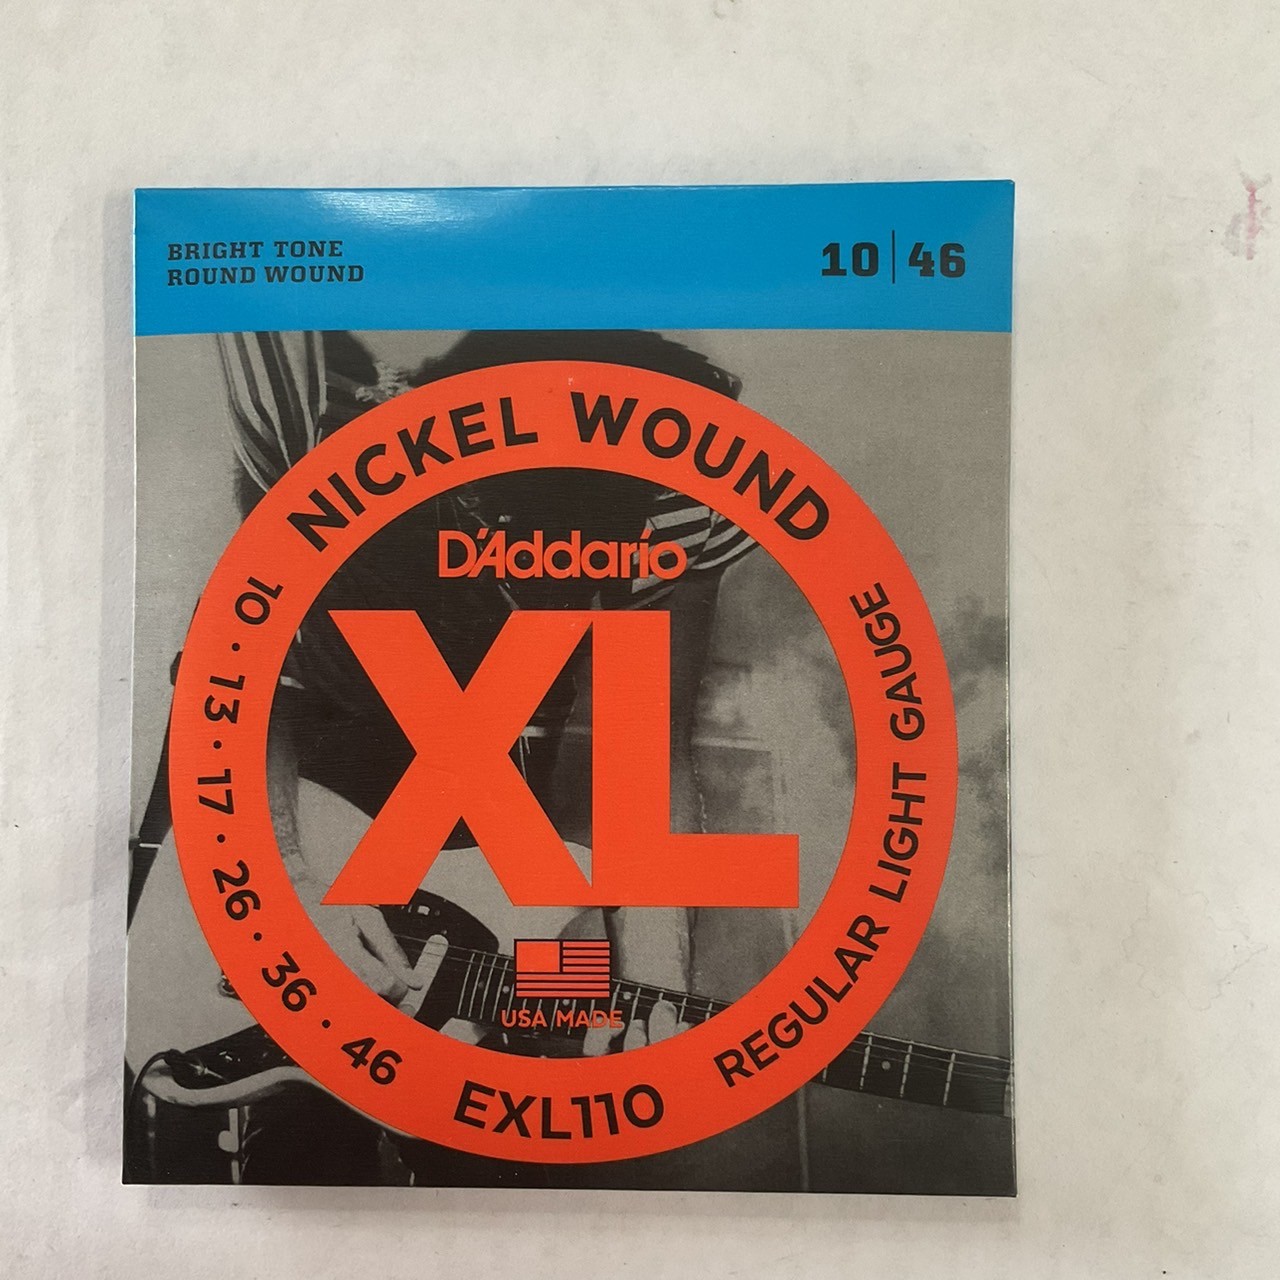 BRIGHT TONE
ROUND WOUND
10|46
NICKEL WOUND
D'Addario
XL
USA MADE
10 · 13 · 17 · 26 · 36 · 46
EXL110
REGULAR LIGHT GAUGE